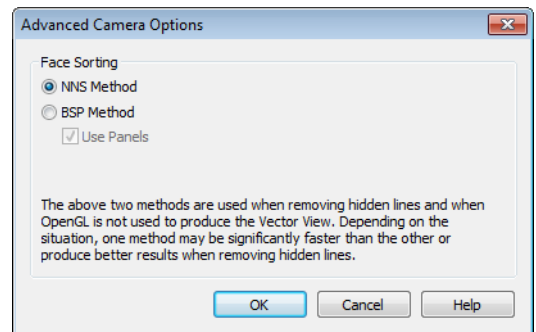 Advanced Camera Options
Face Sorting
NNS Method
BSP Method
Use Panels
The above two methods are used when removing hidden lines and when
OpenGL is not used to produce the Vector View. Depending on the
situation, one method may be significantly faster than the other or
produce better results when removing hidden lines.
OK Cancel Help